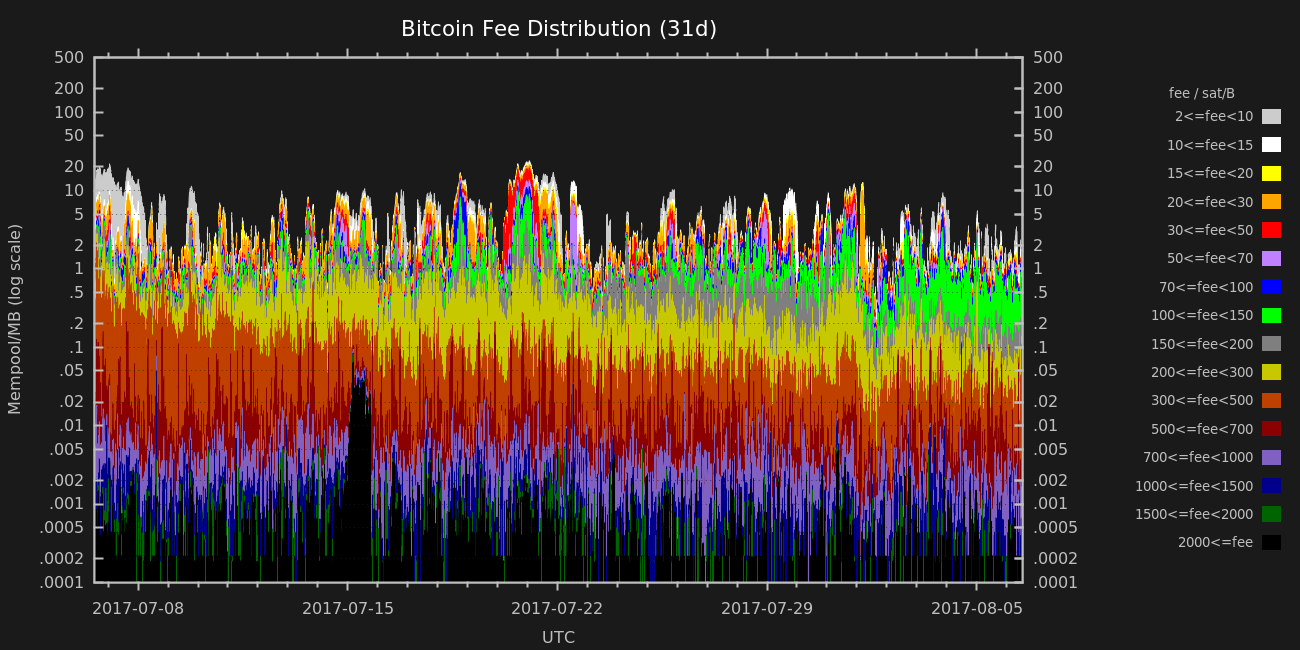 Bitcoin Fee Distribution (31d)
500
200
100
50
20
10
5
2
1
.5
.2
.1
.05
.02
.01
.005
.002
.001
.0005
.0002
.0001
Mempool/MB (log scale)
500
200
100
50
20
10
5
2
1
.5
.2
.1
.05
.02
.01
.005
.002
.001
.0005
.0002
.0001
2017-07-08 2017-07-15 2017-07-22 2017-07-29 2017-08-05
UTC
fee / sat/B
2<=fee<10
10<=fee<15
15<=fee<20
20<=fee<30
30<=fee<50
50<=fee<70
70<=fee<100
100<=fee<150
150<=fee<200
200<=fee<300
300<=fee<500
500<=fee<700
700<=fee<1000
1000<=fee<1500
1500<=fee<2000
2000<=fee